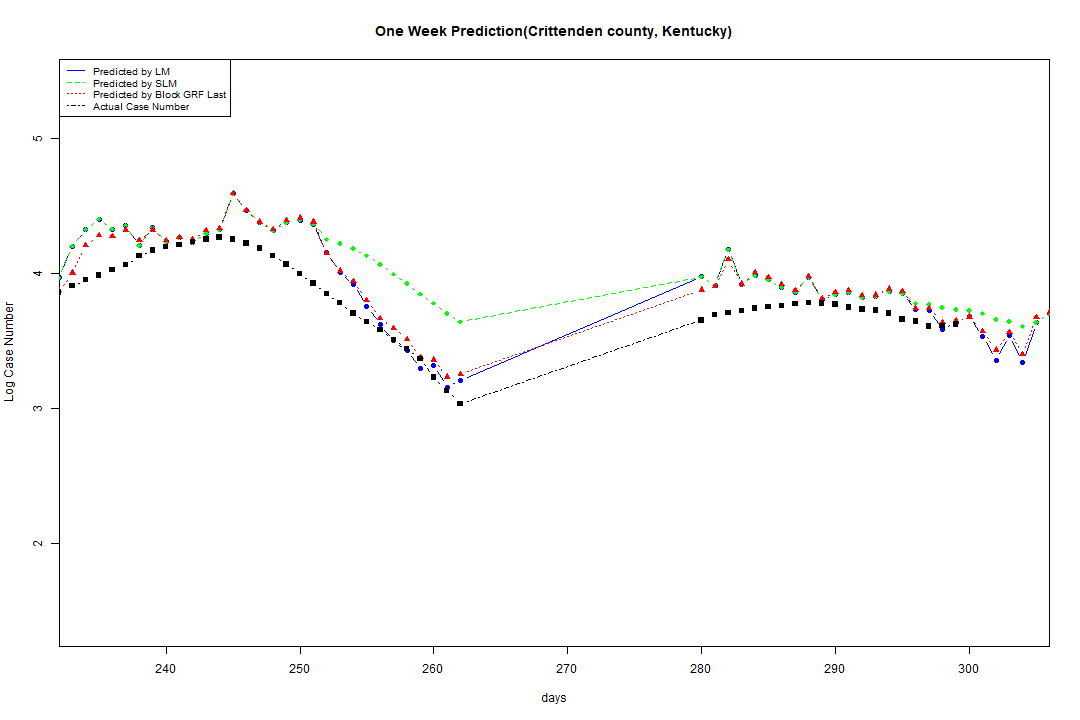 One Week Prediction(Crittenden county, Kentucky)
Predicted by LM
Predicted by SLM
Predicted by Block GRF Last
Actual Case Number
5
4
3
2
Log Case Number
240 250 260 270 280 290 300
days